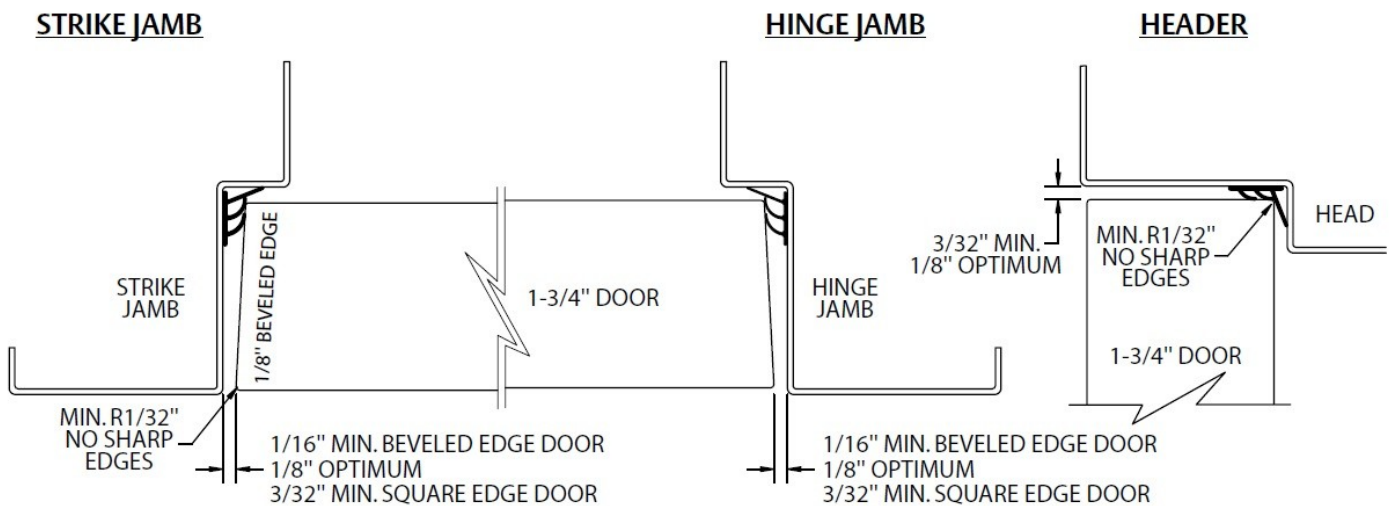 STRIKE JAMB
HINGE JAMB
HEADER
STRIKE
JAMB
1/8" BEVELED EDGE
1-3/4" DOOR
HINGE
JAMB
3/32" MIN.
1/8" OPTIMUM
MIN. R1/32"
NO SHARP
EDGES
HEAD
1-3/4" DOOR
MIN. R1/32"
NO SHARP
EDGES
1/16" MIN. BEVELED EDGE DOOR
1/8" OPTIMUM
3/32" MIN. SQUARE EDGE DOOR
1/16" MIN. BEVELED EDGE DOOR
1/8" OPTIMUM
3/32" MIN. SQUARE EDGE DOOR